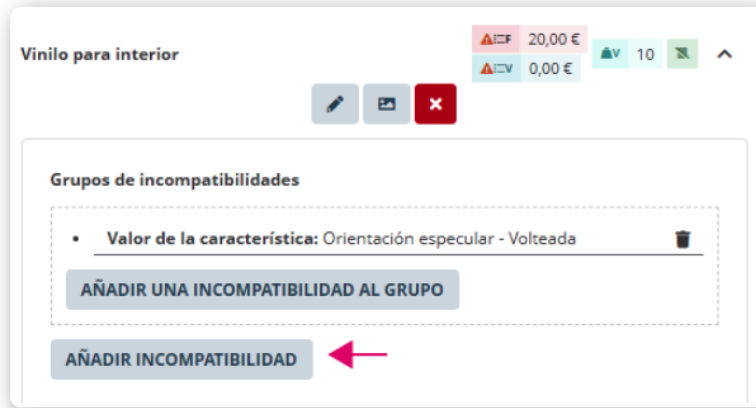 Vinilo para interior
F 20,00 €
V 0,00 €
V 10
Grupos de incompatibilidades
• Valor de la característica: Orientación especular - Volteada
AÑADIR UNA INCOMPATIBILIDAD AL GRUPO
AÑADIR INCOMPATIBILIDAD